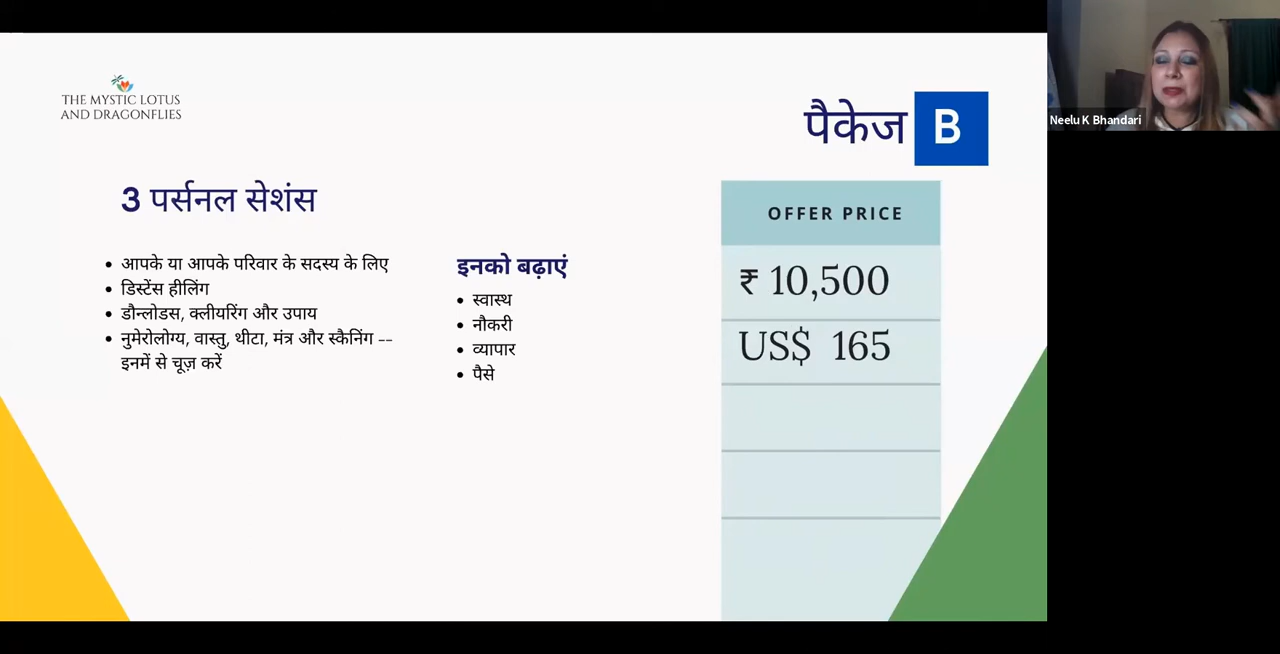 THE MYSTIC LOTUS
AND DRAGONFLIES
पैकेज B
3 पर्सनल सेशंस
• आपके या आपके परिवार के सदस्य के लिए
• डिस्टेंस हीलिंग
• डौन्लोडस, क्लीयरिंग और उपाय
• नुमेरोलोग्य, वास्तु, थीटा, मंत्र और स्कैनिंग --
इनमें से चूज़ करें
इनको बढ़ाएं
• स्वास्थ
• नौकरी
• व्यापार
• पैसे
OFFER PRICE
₹ 10,500
US$ 165
Neelu K Bhandari